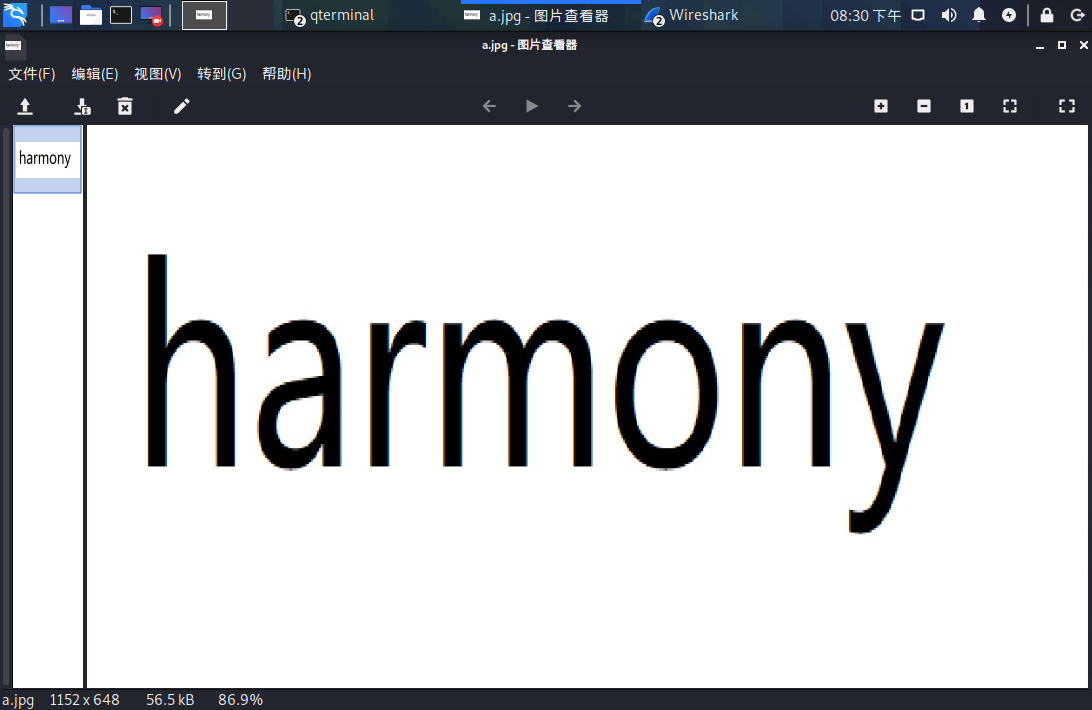 2 qterminal a.jpg - 图片查看器 2 Wireshark 08:30 下午
a.jpg - 图片查看器
文件(F) 编辑(E) 视图(V) 转到(G) 帮助(H)
1
harmony
harmony
a.jpg 1152 x 648 56.5 kB 86.9%